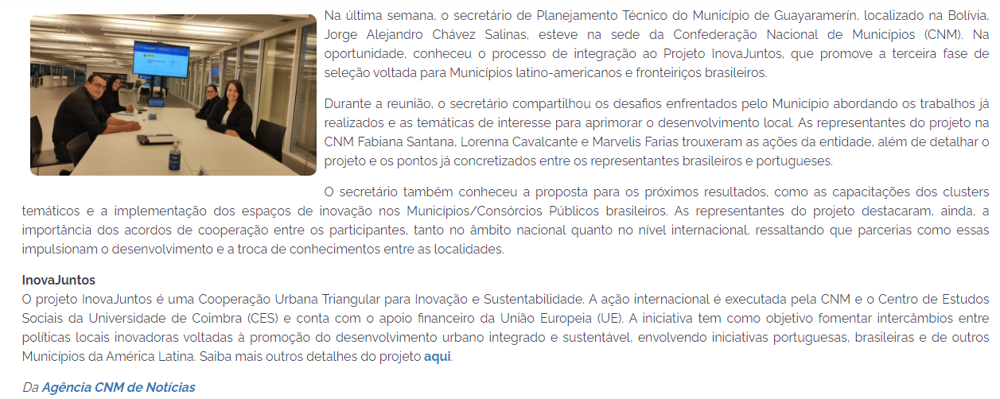 Na última semana, o secretário de Planejamento Técnico do Município de Guayaramerín, localizado na Bolívia,
Jorge Alejandro Chávez Salinas, esteve na sede da Confederação Nacional de Municípios (CNM). Na
oportunidade, conheceu o processo de integração ao Projeto InovaJuntos, que promove a terceira fase de
seleção voltada para Municípios latino-americanos e fronteiriços brasileiros.
Durante a reunião, o secretário compartilhou os desafios enfrentados pelo Município abordando os trabalhos já
realizados e as temáticas de interesse para aprimorar o desenvolvimento local. As representantes do projeto na
CNM Fabiana Santana, Lorenna Cavalcante e Marvelis Farias trouxeram as ações da entidade, além de detalhar o
projeto e os pontos já concretizados entre os representantes brasileiros e portugueses.
O secretário também conheceu a proposta para os próximos resultados, como as capacitações dos clusters
temáticos e a implementação dos espaços de inovação nos Municípios/Consórcios Públicos brasileiros. As representantes do projeto destacaram, ainda, a
importância dos acordos de cooperação entre os participantes, tanto no âmbito nacional quanto no nível internacional, ressaltando que parcerias como essas
impulsionam o desenvolvimento e a troca de conhecimentos entre as localidades.
InovaJuntos
O projeto InovaJuntos é uma Cooperação Urbana Triangular para Inovação e Sustentabilidade. A ação internacional é executada pela CNM e o Centro de Estudos
Sociais da Universidade de Coimbra (CES) e conta com o apoio financeiro da União Europeia (UE). A iniciativa tem como objetivo fomentar intercâmbios entre
políticas locais inovadoras voltadas à promoção do desenvolvimento urbano integrado e sustentável, envolvendo iniciativas portuguesas, brasileiras e de outros
Municípios da América Latina. Saiba mais outros detalhes do projeto aqui.
Da Agência CNM de Notícias